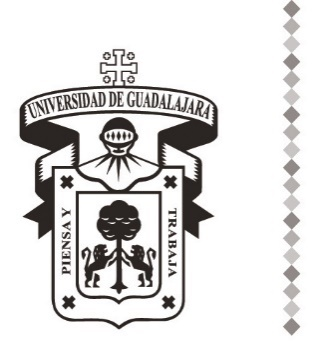 UNIVERSIDAD DE GUADALAJARA
PIENSA Y
TRABAJA